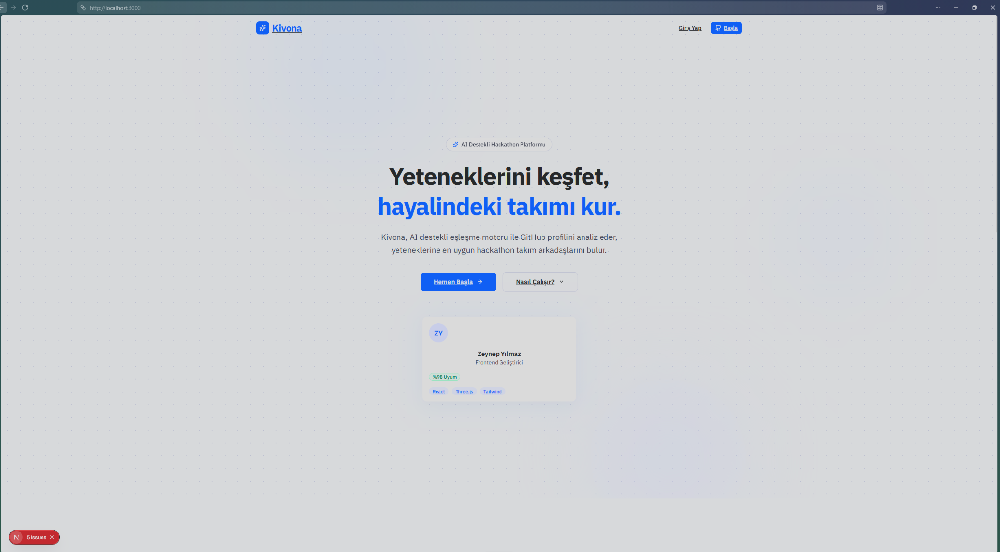 http://localhost:3000
Kivona
Giriş Yap
Başla
AI Destekli Hackathon Platformu
Yeteneklerini keşfet,
hayalindeki takımı kur.
Kivona, AI destekli eşleşme motoru ile GitHub profilini analiz eder,
yeteneklerine en uygun hackathon takım arkadaşlarını bulur.
Hemen Başla
Nasıl Çalışır?
ZY
Zeynep Yılmaz
Frontend Geliştirici
%98 Uyum
React
Three.js
Tailwind
N
5 Issues